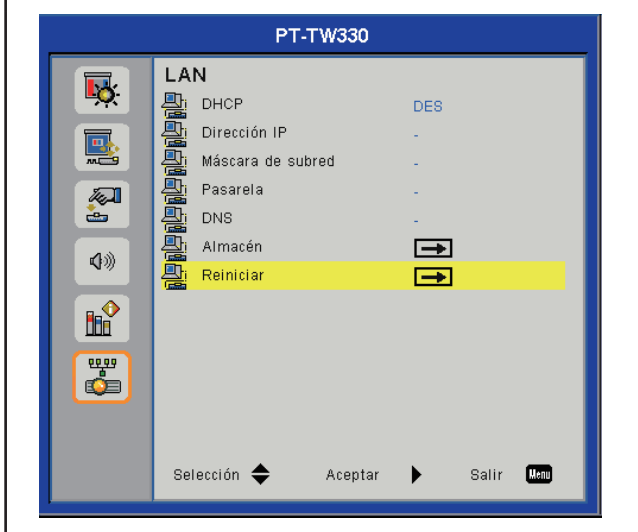 PT-TW330
LAN
DHCP DES
Dirección IP -
Máscara de subred -
Pasarela -
DNS -
Almacén
Reiniciar
Selección Aceptar Salir Menu